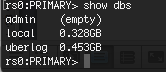 rs0:PRIMARY> show dbs
admin   (empty)
local   0.328GB
uberlog 0.453GB
rs0:PRIMARY>